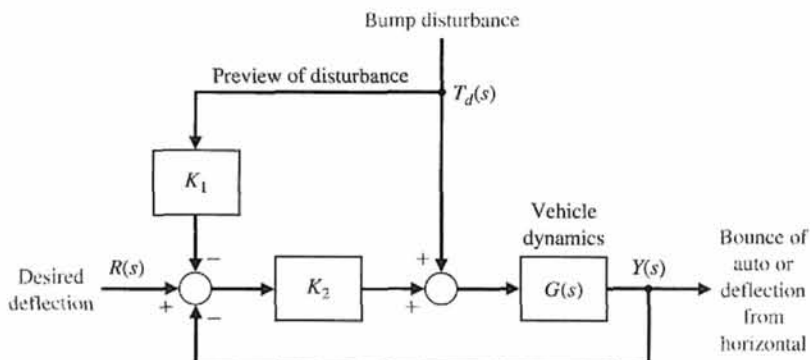 Bump disturbance
Preview of disturbance
T_d(s)
K_1
Vehicle
dynamics
Bounce of
auto or
deflection
from
horizontal
Desired
deflection
R(s)
+
−
−
K_2
+
+
G(s)
Y(s)